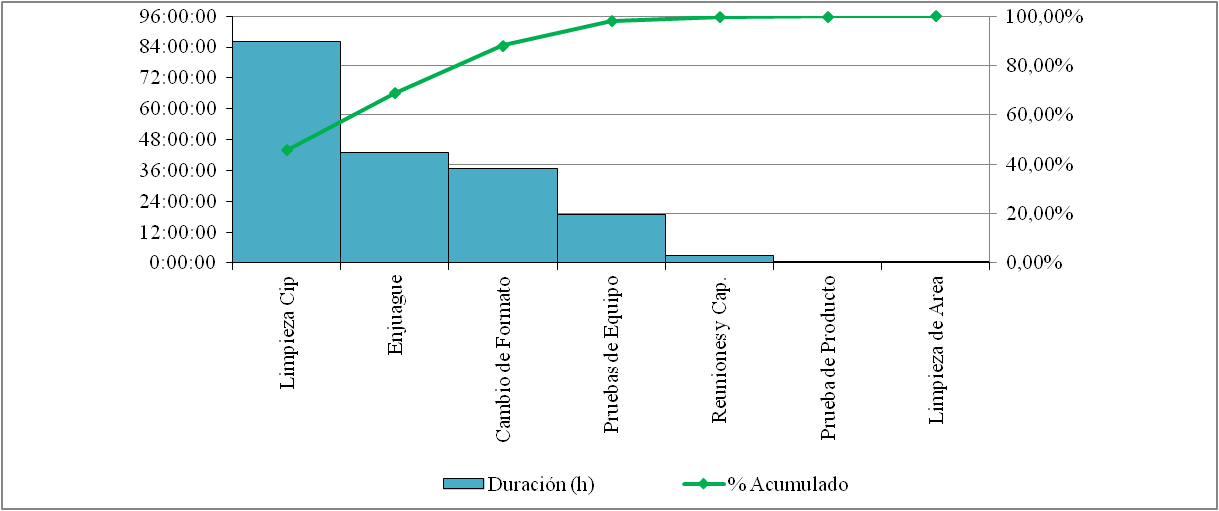 96:00:00
84:00:00
72:00:00
60:00:00
48:00:00
36:00:00
24:00:00
12:00:00
0:00:00
100,00%
80,00%
60,00%
40,00%
20,00%
0,00%
Limpieza Cip
Enjuague
Cambio de Formato
Pruebas de Equipo
Reuniones y Cap.
Prueba de Producto
Limpieza de Area
Duración (h)
% Acumulado